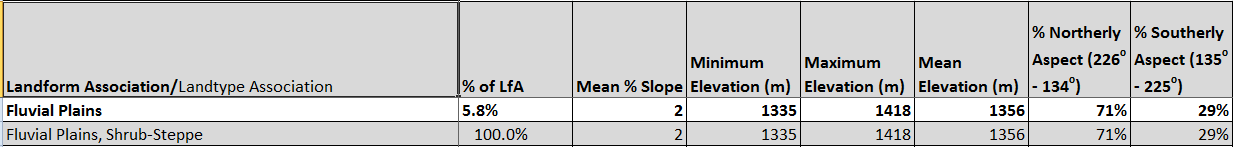 Landform Association/Landtype Association % of LfA Mean % Slope Minimum Elevation (m) Maximum Elevation (m) Mean Elevation (m) % Northerly Aspect (226° - 134°) % Southerly Aspect (135° - 225°)
Fluvial Plains 5.8% 2 1335 1418 1356 71% 29%
Fluvial Plains, Shrub-Steppe 100.0% 2 1335 1418 1356 71% 29%